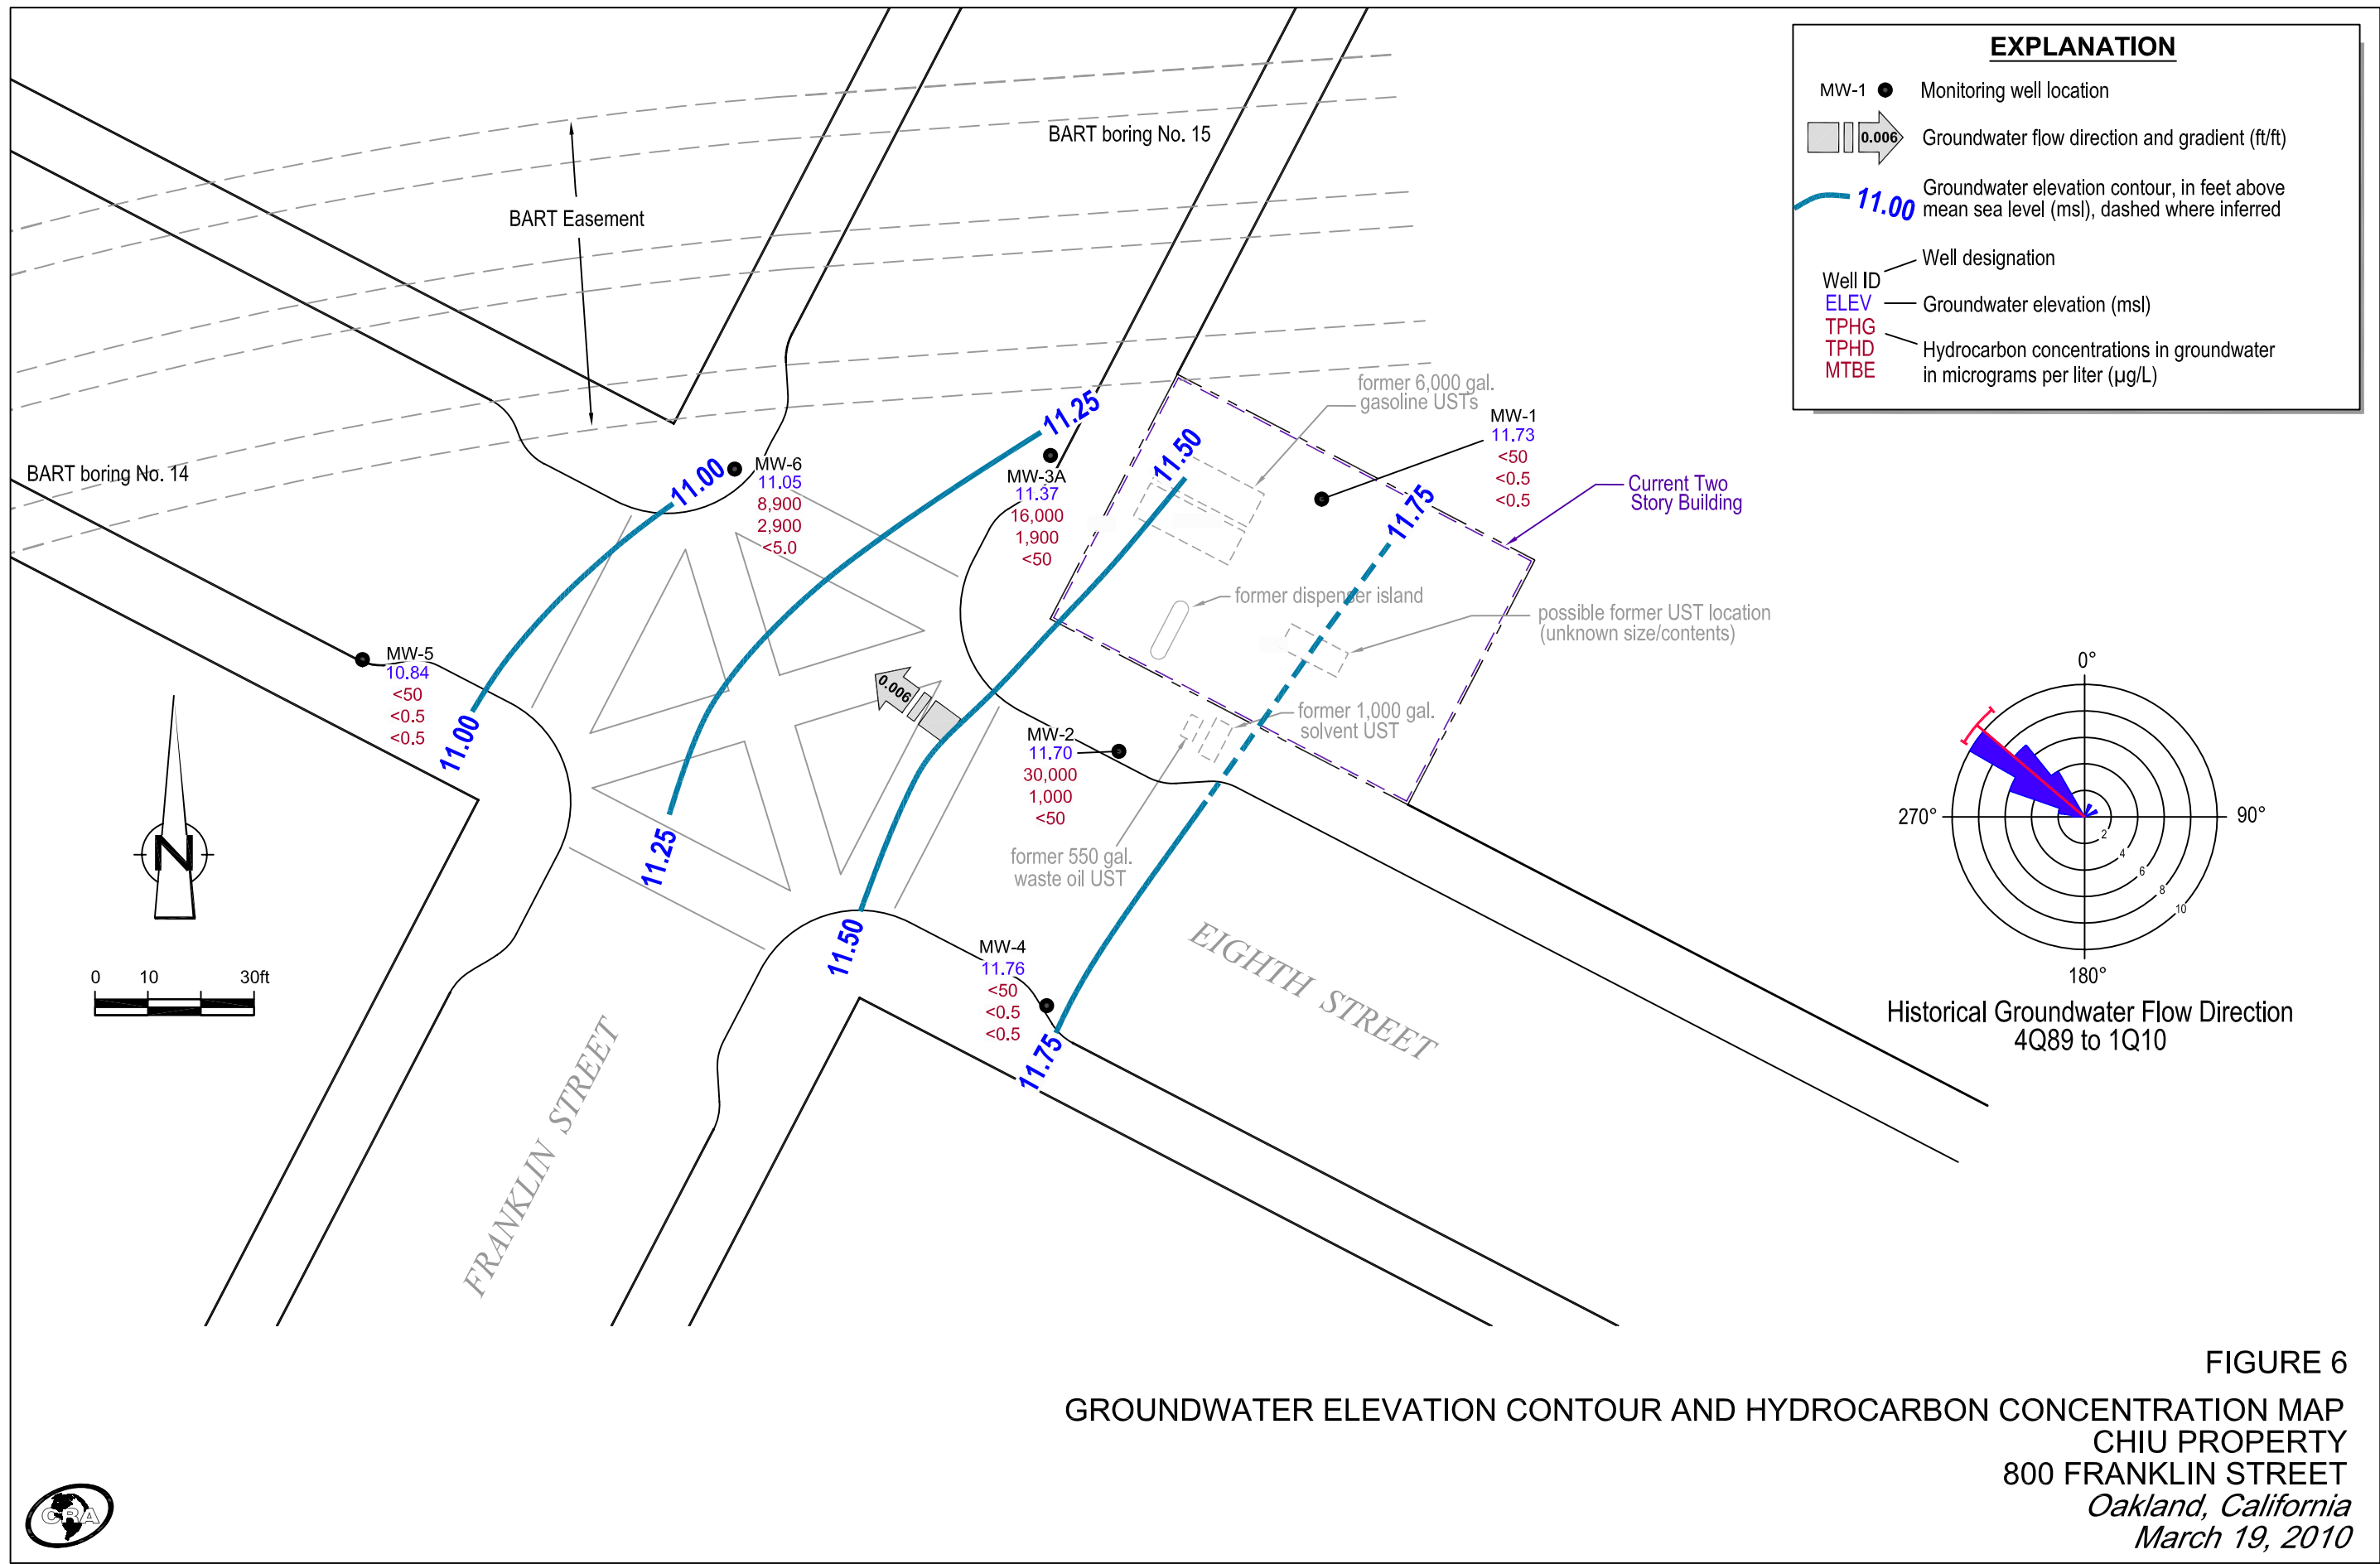 EXPLANATION
MW-1
Monitoring well location
0.006
Groundwater flow direction and gradient (ft/ft)
11.00
Groundwater elevation contour, in feet above
mean sea level (msl), dashed where inferred
Well designation
Well ID
ELEV
Groundwater elevation (msl)
TPHG
TPHD
MTBE
Hydrocarbon concentrations in groundwater
in micrograms per liter (µg/L)
BART boring No. 15
BART Easement
BART boring No. 14
former 6,000 gal.
gasoline USTs
MW-1
11.73
<50
<0.5
<0.5
Current Two
Story Building
11.25
11.50
11.75
11.00
MW-6
11.05
8,900
2,900
<5.0
MW-3A
11.37
16,000
1,900
<50
former dispenser island
possible former UST location
(unknown size/contents)
MW-5
10.84
<50
<0.5
<0.5
11.00
0.006
former 1,000 gal.
solvent UST
MW-2
11.70
30,000
1,000
<50
former 550 gal.
waste oil UST
11.25
11.50
MW-4
11.76
<50
<0.5
<0.5
11.75
EIGHTH STREET
FRANKLIN STREET
N
0 10 30ft
0°
270°
90°
2
4
6
8
10
180°
Historical Groundwater Flow Direction
4Q89 to 1Q10
FIGURE 6
GROUNDWATER ELEVATION CONTOUR AND HYDROCARBON CONCENTRATION MAP
CHIU PROPERTY
800 FRANKLIN STREET
Oakland, California
March 19, 2010
CRA